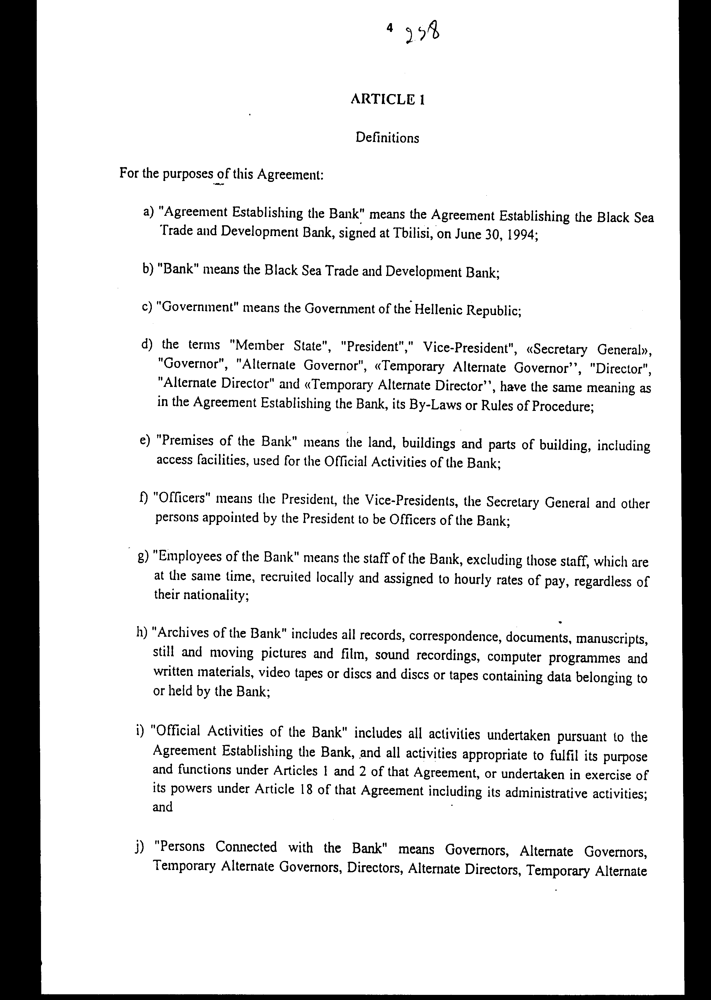 4 258
ARTICLE 1
Definitions
For the purposes of this Agreement:
a) "Agreement Establishing the Bank" means the Agreement Establishing the Black Sea
Trade and Development Bank, signed at Tbilisi, on June 30, 1994;
b) "Bank" means the Black Sea Trade and Development Bank;
c) "Government" means the Government of the Hellenic Republic;
d) the terms "Member State", "President"," Vice-President", «Secretary General»,
"Governor", "Alternate Governor", «Temporary Alternate Governor’’, "Director",
"Alternate Director" and «Temporary Alternate Director’’, have the same meaning as
in the Agreement Establishing the Bank, its By-Laws or Rules of Procedure;
e) "Premises of the Bank" means the land, buildings and parts of building, including
access facilities, used for the Official Activities of the Bank;
f) "Officers" means the President, the Vice-Presidents, the Secretary General and other
persons appointed by the President to be Officers of the Bank;
g) "Employees of the Bank" means the staff of the Bank, excluding those staff, which are
at the same time, recruited locally and assigned to hourly rates of pay, regardless of
their nationality;
h) "Archives of the Bank" includes all records, correspondence, documents, manuscripts,
still and moving pictures and film, sound recordings, computer programmes and
written materials, video tapes or discs and discs or tapes containing data belonging to
or held by the Bank;
i) "Official Activities of the Bank" includes all activities undertaken pursuant to the
Agreement Establishing the Bank, and all activities appropriate to fulfil its purpose
and functions under Articles 1 and 2 of that Agreement, or undertaken in exercise of
its powers under Article 18 of that Agreement including its administrative activities;
and
j) "Persons Connected with the Bank" means Governors, Alternate Governors,
Temporary Alternate Governors, Directors, Alternate Directors, Temporary Alternate